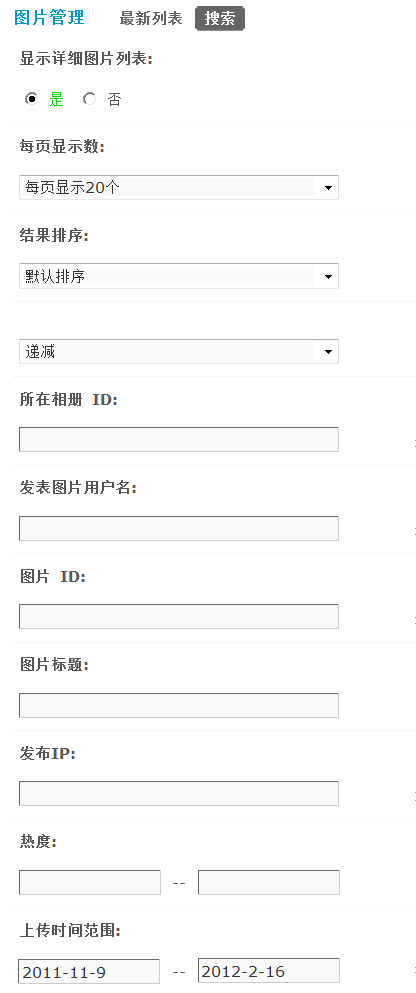 图片管理 最新列表 搜索
显示详细图片列表:
是 否
每页显示数:
每页显示20个
结果排序:
默认排序
递减
所在相册 ID:
发表图片用户名:
图片 ID:
图片标题:
发布IP:
热度:
--
上传时间范围:
2011-11-9 -- 2012-2-16